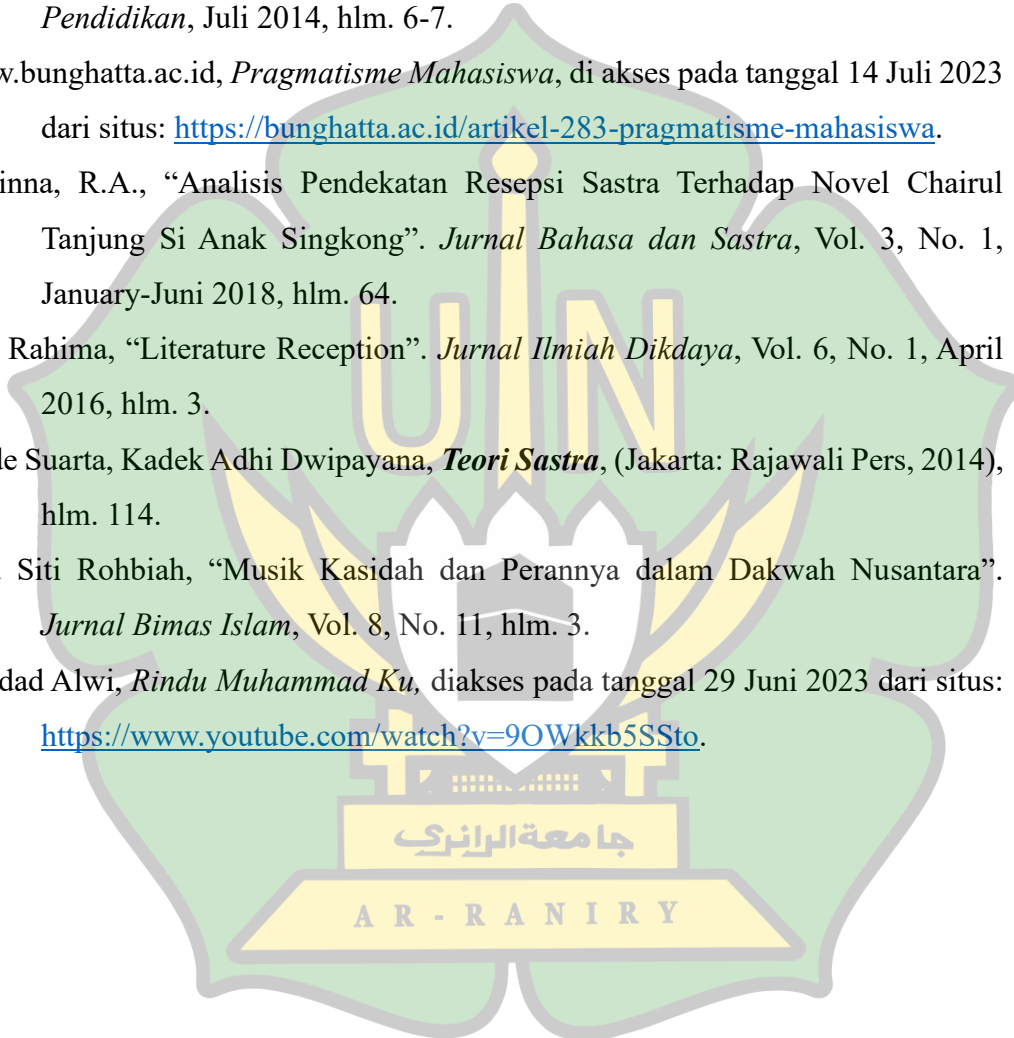 Pendidikan, Juli 2014, hlm. 6-7.
w.bunghatta.ac.id, Pragmatisme Mahasiswa, di akses pada tanggal 14 Juli 2023
dari situs: https://bunghatta.ac.id/artikel-283-pragmatisme-mahasiswa.
inna, R.A., “Analisis Pendekatan Resepsi Sastra Terhadap Novel Chairul
Tanjung Si Anak Singkong”. Jurnal Bahasa dan Sastra, Vol. 3, No. 1,
January-Juni 2018, hlm. 64.
Rahima, “Literature Reception”. Jurnal Ilmiah Dikdaya, Vol. 6, No. 1, April
2016, hlm. 3.
le Suarta, Kadek Adhi Dwipayana, Teori Sastra, (Jakarta: Rajawali Pers, 2014),
hlm. 114.
Siti Rohbiah, “Musik Kasidah dan Perannya dalam Dakwah Nusantara”.
Jurnal Bimas Islam, Vol. 8, No. 11, hlm. 3.
dad Alwi, Rindu Muhammad Ku, diakses pada tanggal 29 Juni 2023 dari situs:
https://www.youtube.com/watch?v=9OWkkb5SSto.
UIN
جامعةالرانري
AR-RANIRY